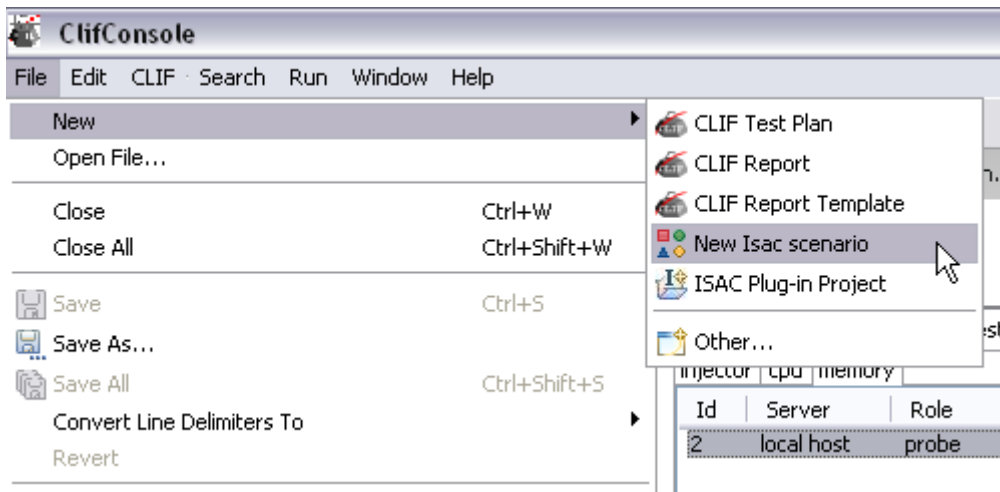 ClifConsole
File Edit CLIF Search Run Window Help
New
Open File...
Close Ctrl+W
Close All Ctrl+Shift+W
Save Ctrl+S
Save As...
Save All Ctrl+Shift+S
Convert Line Delimiters To
Revert
CLIF Test Plan
CLIF Report
CLIF Report Template
New Isac scenario
ISAC Plug-in Project
Other...
injector cpu memory
Id Server Role
2 local host probe